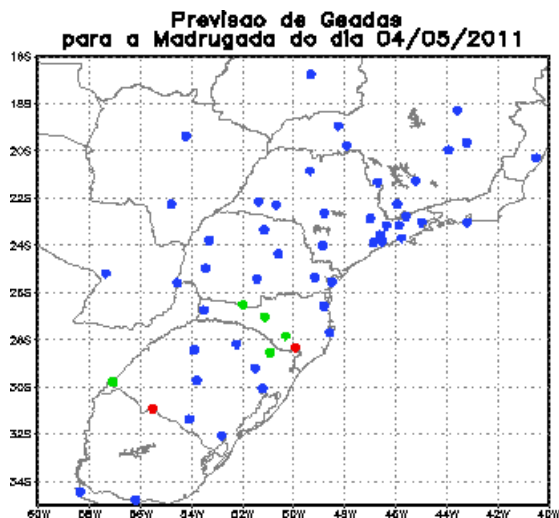 Previsao de Geadas
para a Madrugada do dia 04/05/2011
16S
18S
20S
22S
24S
26S
28S
30S
32S
34S
60W 58W 56W 54W 52W 50W 48W 46W 44W 42W 40W